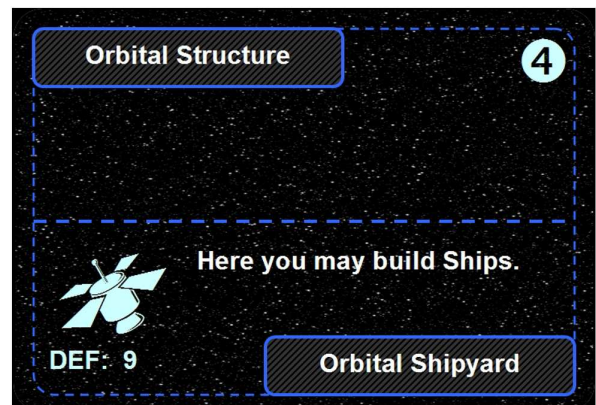 Orbital Structure
4
Here you may build Ships.
DEF: 9
Orbital Shipyard